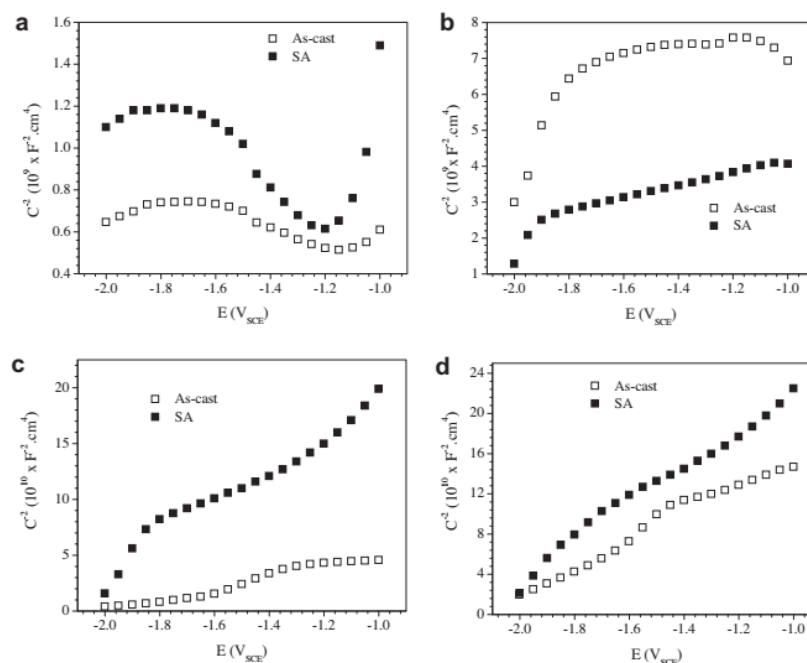 a
1.6
1.4
1.2
1.0
0.8
0.6
0.4
C⁻² (10⁹ x F⁻².cm⁴)
As-cast
SA
-2.0 -1.8 -1.6 -1.4 -1.2 -1.0
E (V_SCE)
b
8
7
6
5
4
3
2
1
C⁻² (10⁹ x F⁻².cm⁴)
As-cast
SA
-2.0 -1.8 -1.6 -1.4 -1.2 -1.0
E (V_SCE)
c
20
15
10
5
0
C⁻² (10¹⁰ x F⁻².cm⁴)
As-cast
SA
-2.0 -1.8 -1.6 -1.4 -1.2 -1.0
E (V_SCE)
d
24
20
16
12
8
4
0
C⁻² (10¹⁰ x F⁻².cm⁴)
As-cast
SA
-2.0 -1.8 -1.6 -1.4 -1.2 -1.0
E (V_SCE)